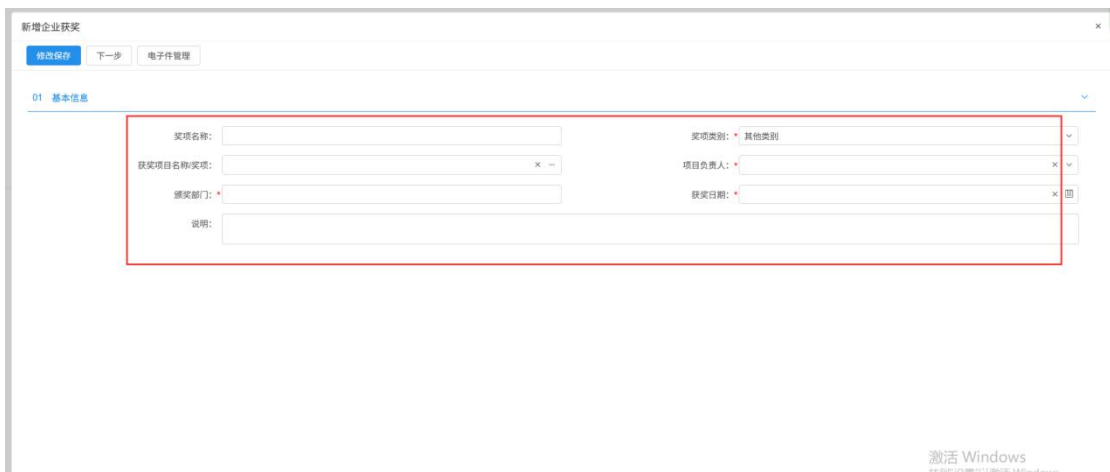 新增企业获奖 ×
修改保存 下一步 电子件管理
01 基本信息
奖项名称: 奖项类别: * 其他类别
获奖项目名称/奖项: 项目负责人: *
颁奖部门: * 获奖日期: *
说明:
激活 Windows